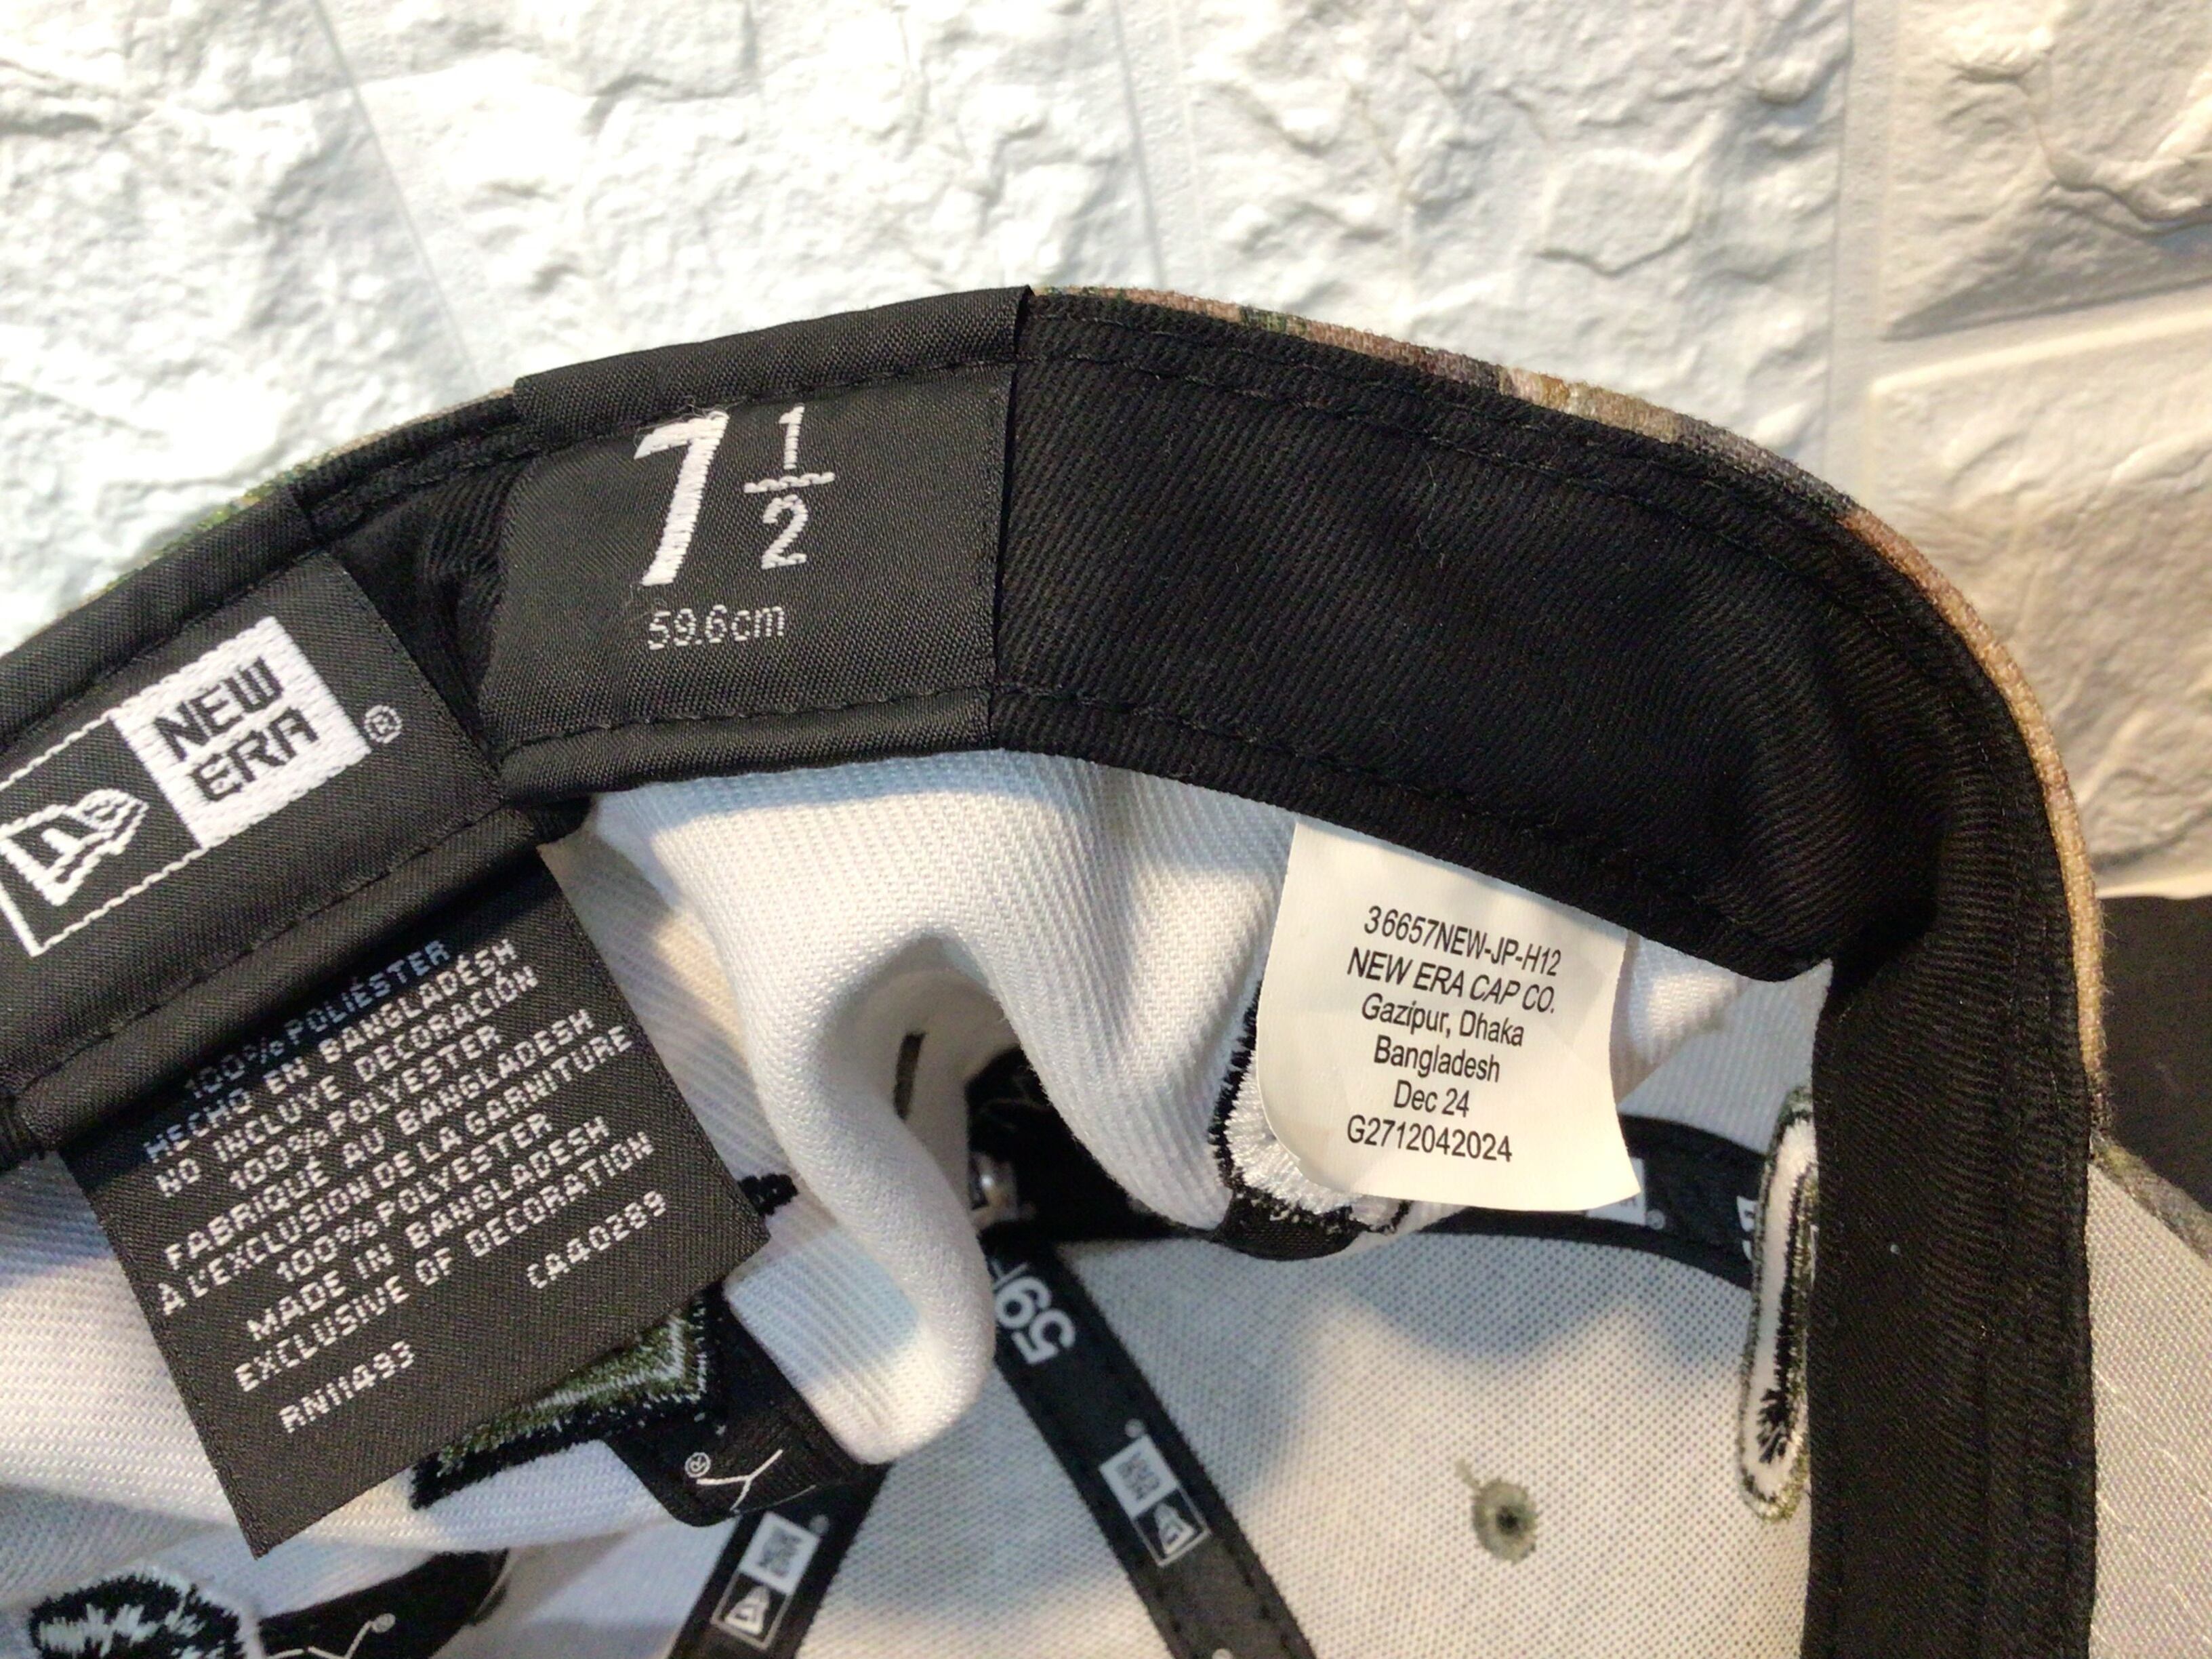 7 1/2
59.6cm
NEW
ERA
®
100% POLIÉSTER
HECHO EN BANGLADÉSH
NO INCLUYE DECORACIÓN
100% POLYESTER
FABRIQUÉ AU BANGLADESH
À L'EXCLUSION DE LA GARNITURE
100% POLYESTER
MADE IN BANGLADESH
EXCLUSIVE OF DECORATION
RN11493 CA40289
36657NEW-JP-H12
NEW ERA CAP CO.
Gazipur, Dhaka
Bangladesh
Dec 24
G2712042024
59F
®